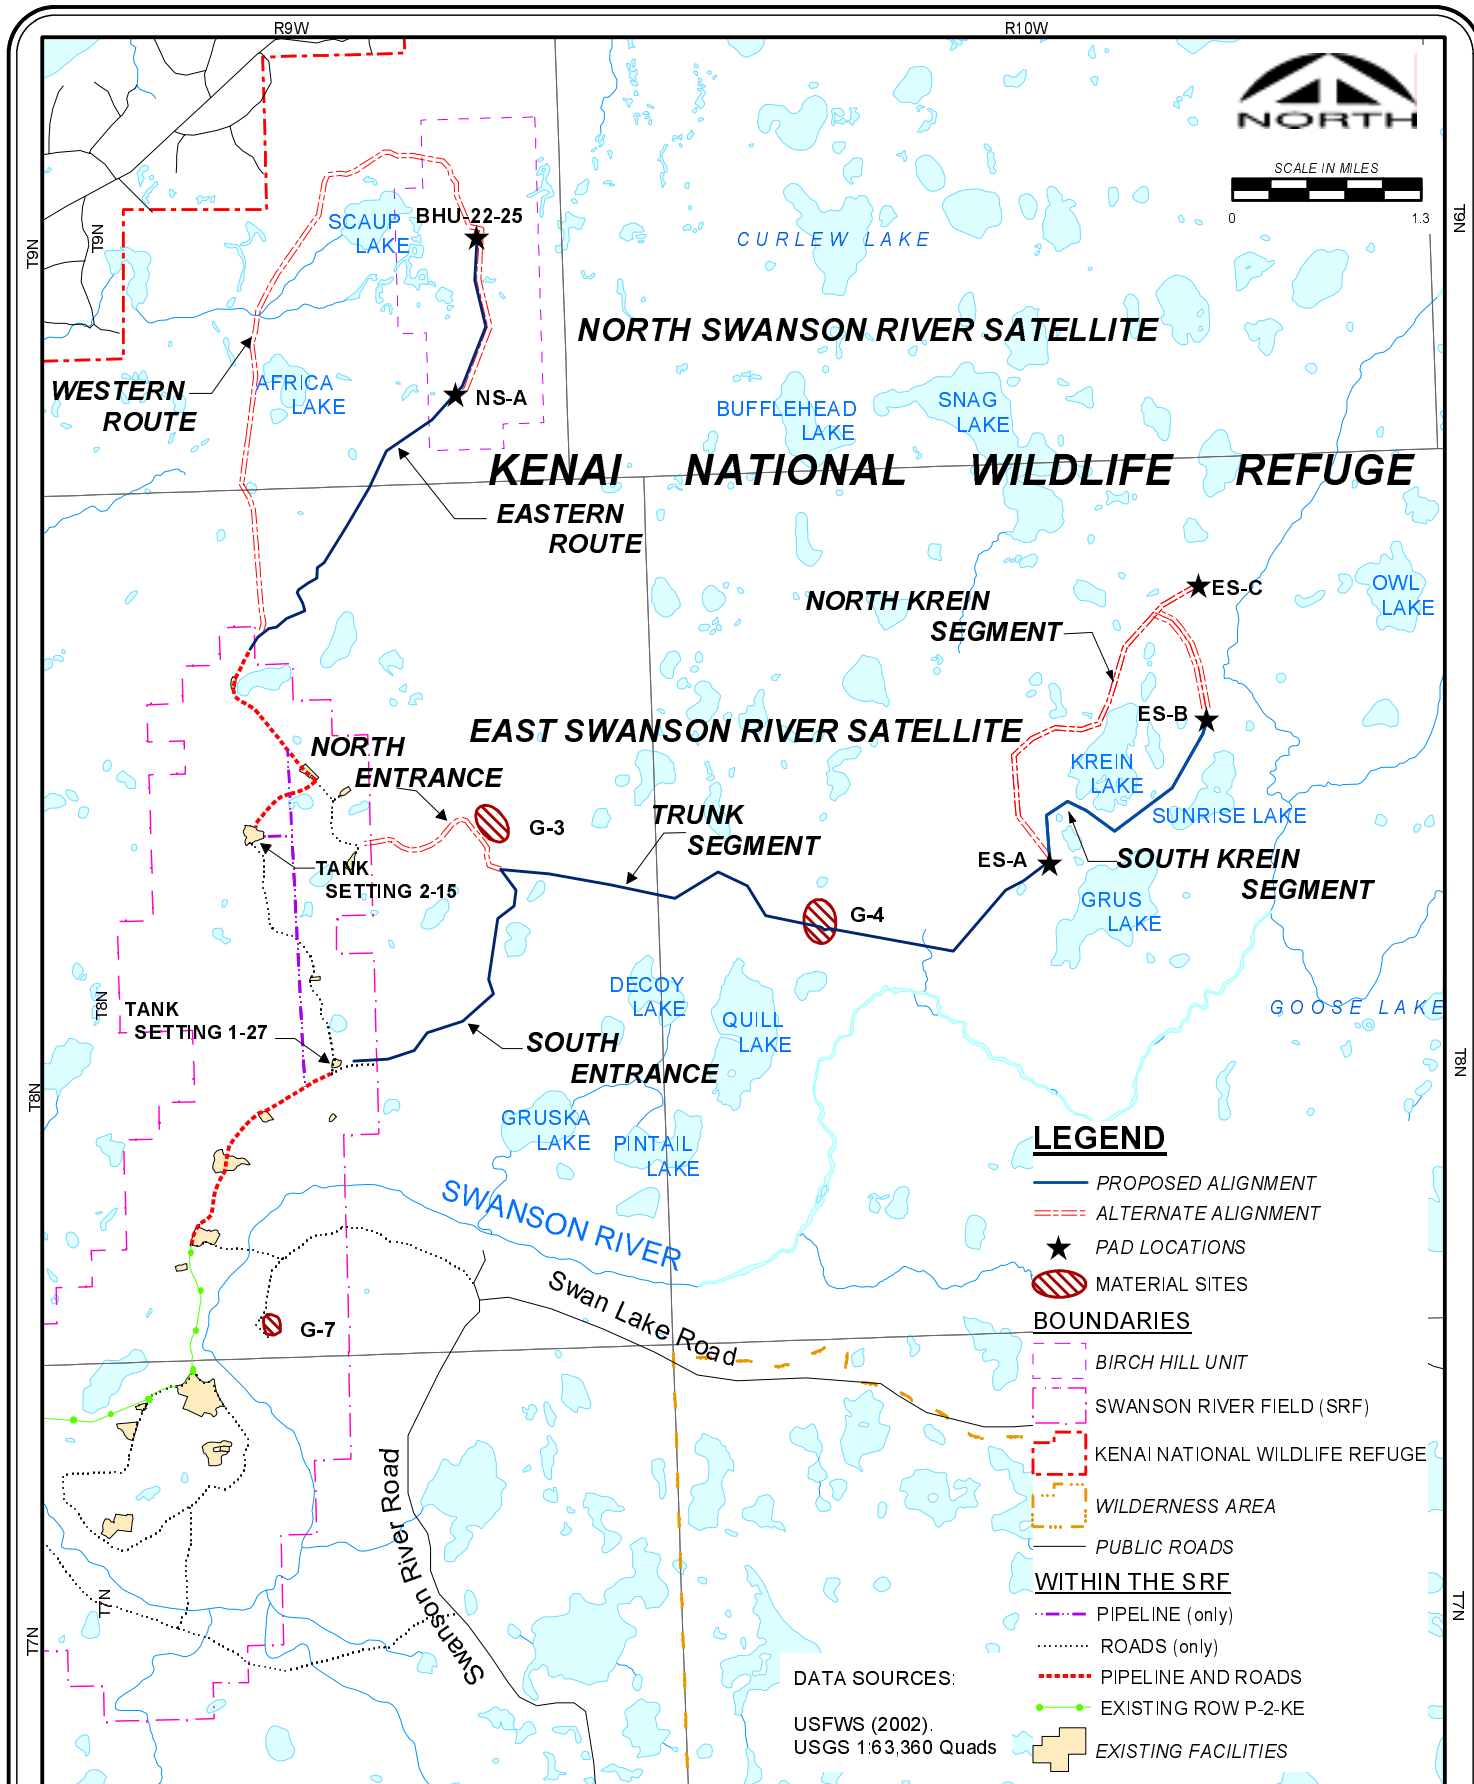 R9W
R10W
NORTH
SCALE IN MILES
0
1.3
T9N
T9N
T9N
SCAUP
LAKE
BHU-22-25
CURLEW LAKE
NORTH SWANSON RIVER SATELLITE
WESTERN
ROUTE
AFRICA
LAKE
NS-A
BUFFLEHEAD
LAKE
SNAG
LAKE
KENAI NATIONAL WILDLIFE REFUGE
EASTERN
ROUTE
NORTH KREIN
SEGMENT
ES-C
OWL
LAKE
ES-B
EAST SWANSON RIVER SATELLITE
NORTH
ENTRANCE
KREIN
LAKE
G-3
TRUNK
SEGMENT
SUNRISE LAKE
TANK
SETTING 2-15
ES-A
SOUTH KREIN
SEGMENT
GRUS
LAKE
G-4
DECOY
LAKE
QUILL
LAKE
GOOSE LAKE
T8N
TANK
SETTING 1-27
SOUTH
ENTRANCE
T8N
T8N
GRUSKA
LAKE
PINTAIL
LAKE
SWANSON RIVER
Swan Lake Road
G-7
Swanson River Road
T7N
T7N
T7N
LEGEND
PROPOSED ALIGNMENT
ALTERNATE ALIGNMENT
PAD LOCATIONS
MATERIAL SITES
BOUNDARIES
BIRCH HILL UNIT
SWANSON RIVER FIELD (SRF)
KENAI NATIONAL WILDLIFE REFUGE
WILDERNESS AREA
PUBLIC ROADS
WITHIN THE SRF
PIPELINE (only)
ROADS (only)
PIPELINE AND ROADS
EXISTING ROW P-2-KE
EXISTING FACILITIES
DATA SOURCES:
USFWS (2002).
USGS 1:63,360 Quads